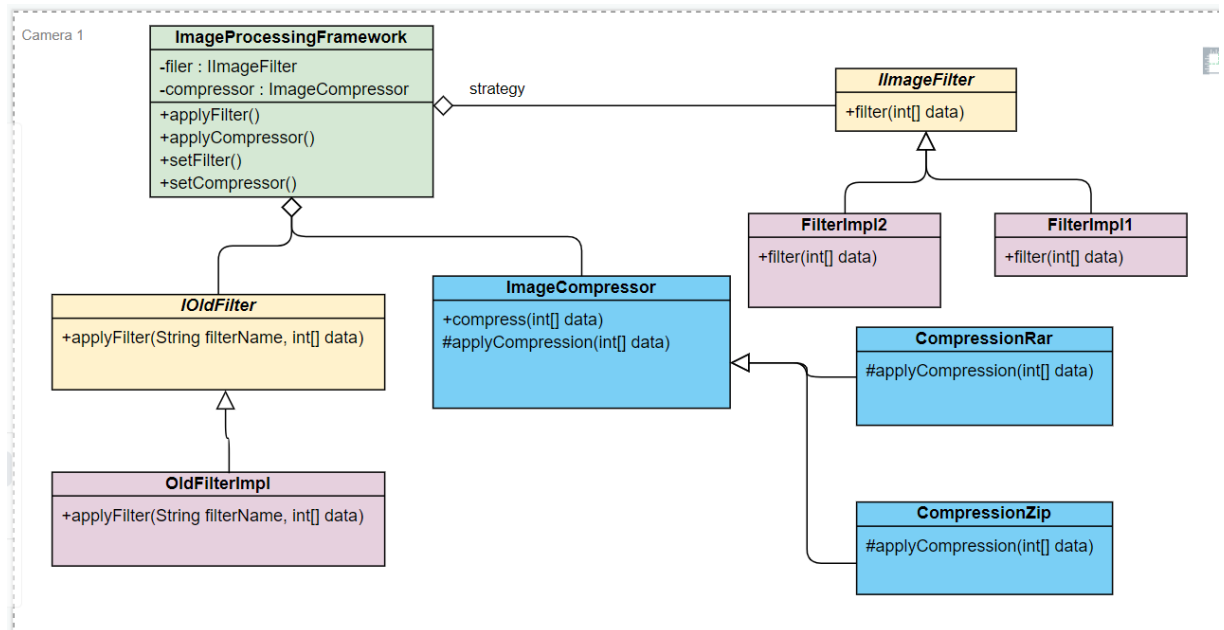 Camera 1
ImageProcessingFramework
-filer : IImageFilter
-compressor : ImageCompressor
+applyFilter()
+applyCompressor()
+setFilter()
+setCompressor()
strategy
IImageFilter
+filter(int[] data)
FilterImpl2
+filter(int[] data)
FilterImpl1
+filter(int[] data)
IOldFilter
+applyFilter(String filterName, int[] data)
ImageCompressor
+compress(int[] data)
#applyCompression(int[] data)
CompressionRar
#applyCompression(int[] data)
OldFilterImpl
+applyFilter(String filterName, int[] data)
CompressionZip
#applyCompression(int[] data)